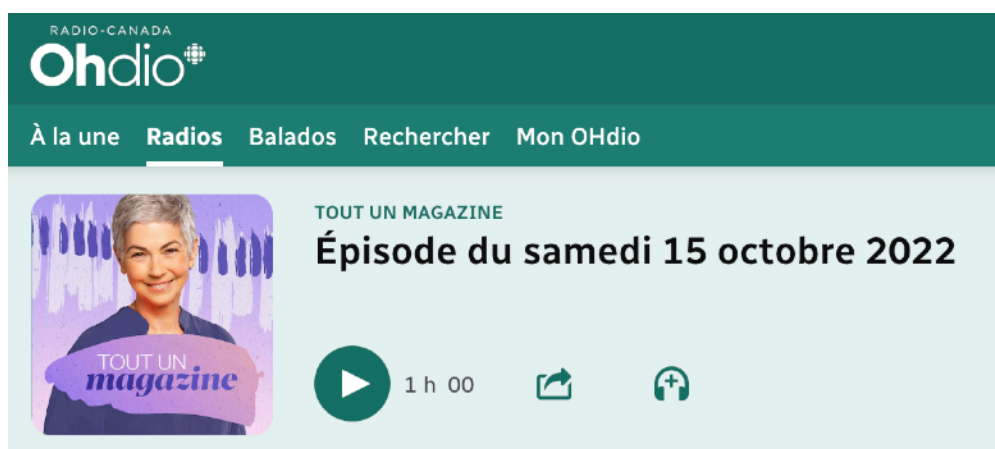 RADIO-CANADA
OHdio
À la une Radios Balados Rechercher Mon OHdio
TOUT UN MAGAZINE
Épisode du samedi 15 octobre 2022
TOUT UN
magazine
1 h 00